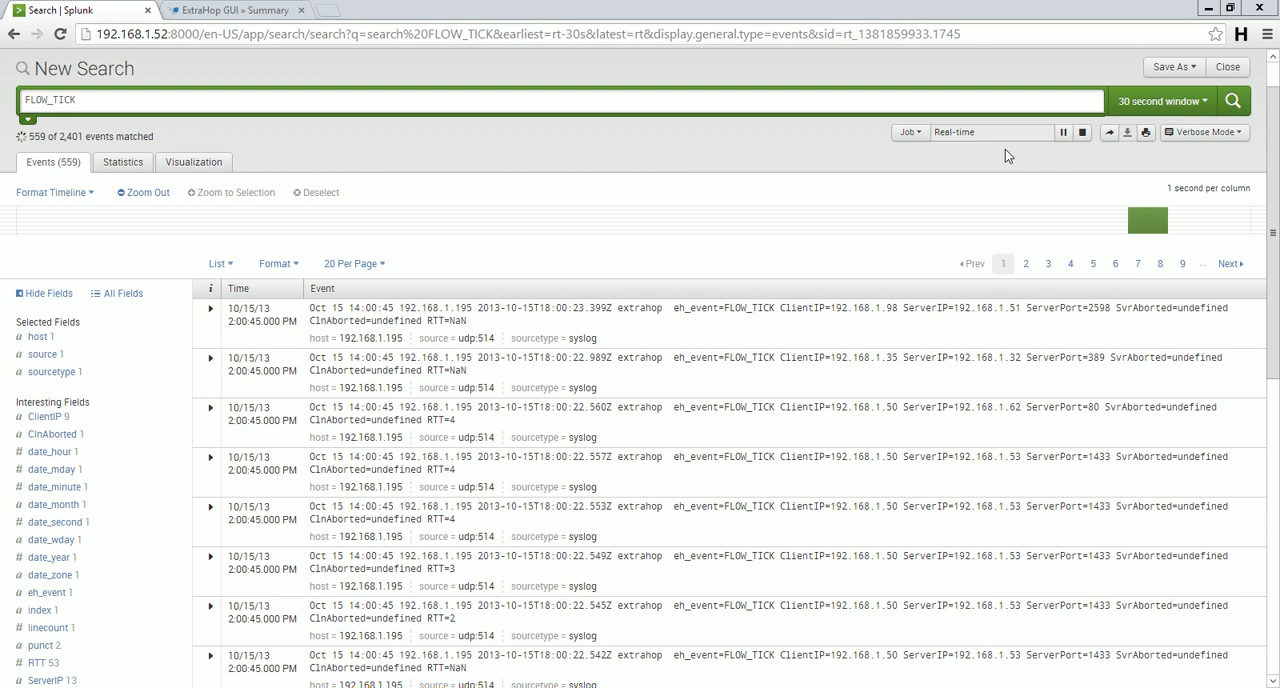 Search | Splunk
ExtraHop GUI » Summary
192.168.1.52:8000/en-US/app/search/search?q=search%20FLOW_TICK&earliest=rt-30s&latest=rt&display.general.type=events&sid=rt_1381859933.1745
New Search
Save As Close
FLOW_TICK
30 second window
559 of 2,401 events matched
Job Real-time Verbose Mode
Events (559) Statistics Visualization
Format Timeline Zoom Out Zoom to Selection Deselect
1 second per column
List Format 20 Per Page
Prev 1 2 3 4 5 6 7 8 9 ... Next
Hide Fields All Fields
i Time Event
Selected Fields
a host 1
a source 1
a sourcetype 1
Interesting Fields
a ClientIP 9
a ClnAborted 1
# date_hour 1
# date_mday 1
# date_minute 1
a date_month 1
# date_second 1
a date_wday 1
# date_year 1
a date_zone 1
a eh_event 1
a index 1
# linecount 1
a punct 2
# RTT 53
a ServerIP 13
10/15/13
2:00:45.000 PM
Oct 15 14:00:45 192.168.1.195 2013-10-15T18:00:23.399Z extrahop eh_event=FLOW_TICK ClientIP=192.168.1.98 ServerIP=192.168.1.51 ServerPort=2598 SvrAborted=undefined
ClnAborted=undefined RTT=NaN
host = 192.168.1.195 source = udp:514 sourcetype = syslog
10/15/13
2:00:45.000 PM
Oct 15 14:00:45 192.168.1.195 2013-10-15T18:00:22.989Z extrahop eh_event=FLOW_TICK ClientIP=192.168.1.35 ServerIP=192.168.1.32 ServerPort=389 SvrAborted=undefined
ClnAborted=undefined RTT=NaN
host = 192.168.1.195 source = udp:514 sourcetype = syslog
10/15/13
2:00:45.000 PM
Oct 15 14:00:45 192.168.1.195 2013-10-15T18:00:22.560Z extrahop eh_event=FLOW_TICK ClientIP=192.168.1.50 ServerIP=192.168.1.62 ServerPort=80 SvrAborted=undefined
ClnAborted=undefined RTT=4
host = 192.168.1.195 source = udp:514 sourcetype = syslog
10/15/13
2:00:45.000 PM
Oct 15 14:00:45 192.168.1.195 2013-10-15T18:00:22.557Z extrahop eh_event=FLOW_TICK ClientIP=192.168.1.50 ServerIP=192.168.1.53 ServerPort=1433 SvrAborted=undefined
ClnAborted=undefined RTT=4
host = 192.168.1.195 source = udp:514 sourcetype = syslog
10/15/13
2:00:45.000 PM
Oct 15 14:00:45 192.168.1.195 2013-10-15T18:00:22.553Z extrahop eh_event=FLOW_TICK ClientIP=192.168.1.50 ServerIP=192.168.1.53 ServerPort=1433 SvrAborted=undefined
ClnAborted=undefined RTT=4
host = 192.168.1.195 source = udp:514 sourcetype = syslog
10/15/13
2:00:45.000 PM
Oct 15 14:00:45 192.168.1.195 2013-10-15T18:00:22.549Z extrahop eh_event=FLOW_TICK ClientIP=192.168.1.50 ServerIP=192.168.1.53 ServerPort=1433 SvrAborted=undefined
ClnAborted=undefined RTT=3
host = 192.168.1.195 source = udp:514 sourcetype = syslog
10/15/13
2:00:45.000 PM
Oct 15 14:00:45 192.168.1.195 2013-10-15T18:00:22.545Z extrahop eh_event=FLOW_TICK ClientIP=192.168.1.50 ServerIP=192.168.1.53 ServerPort=1433 SvrAborted=undefined
ClnAborted=undefined RTT=2
host = 192.168.1.195 source = udp:514 sourcetype = syslog
10/15/13
2:00:45.000 PM
Oct 15 14:00:45 192.168.1.195 2013-10-15T18:00:22.542Z extrahop eh_event=FLOW_TICK ClientIP=192.168.1.50 ServerIP=192.168.1.53 ServerPort=1433 SvrAborted=undefined
ClnAborted=undefined RTT=NaN
host = 192.168.1.195 source = udp:514 sourcetype = syslog